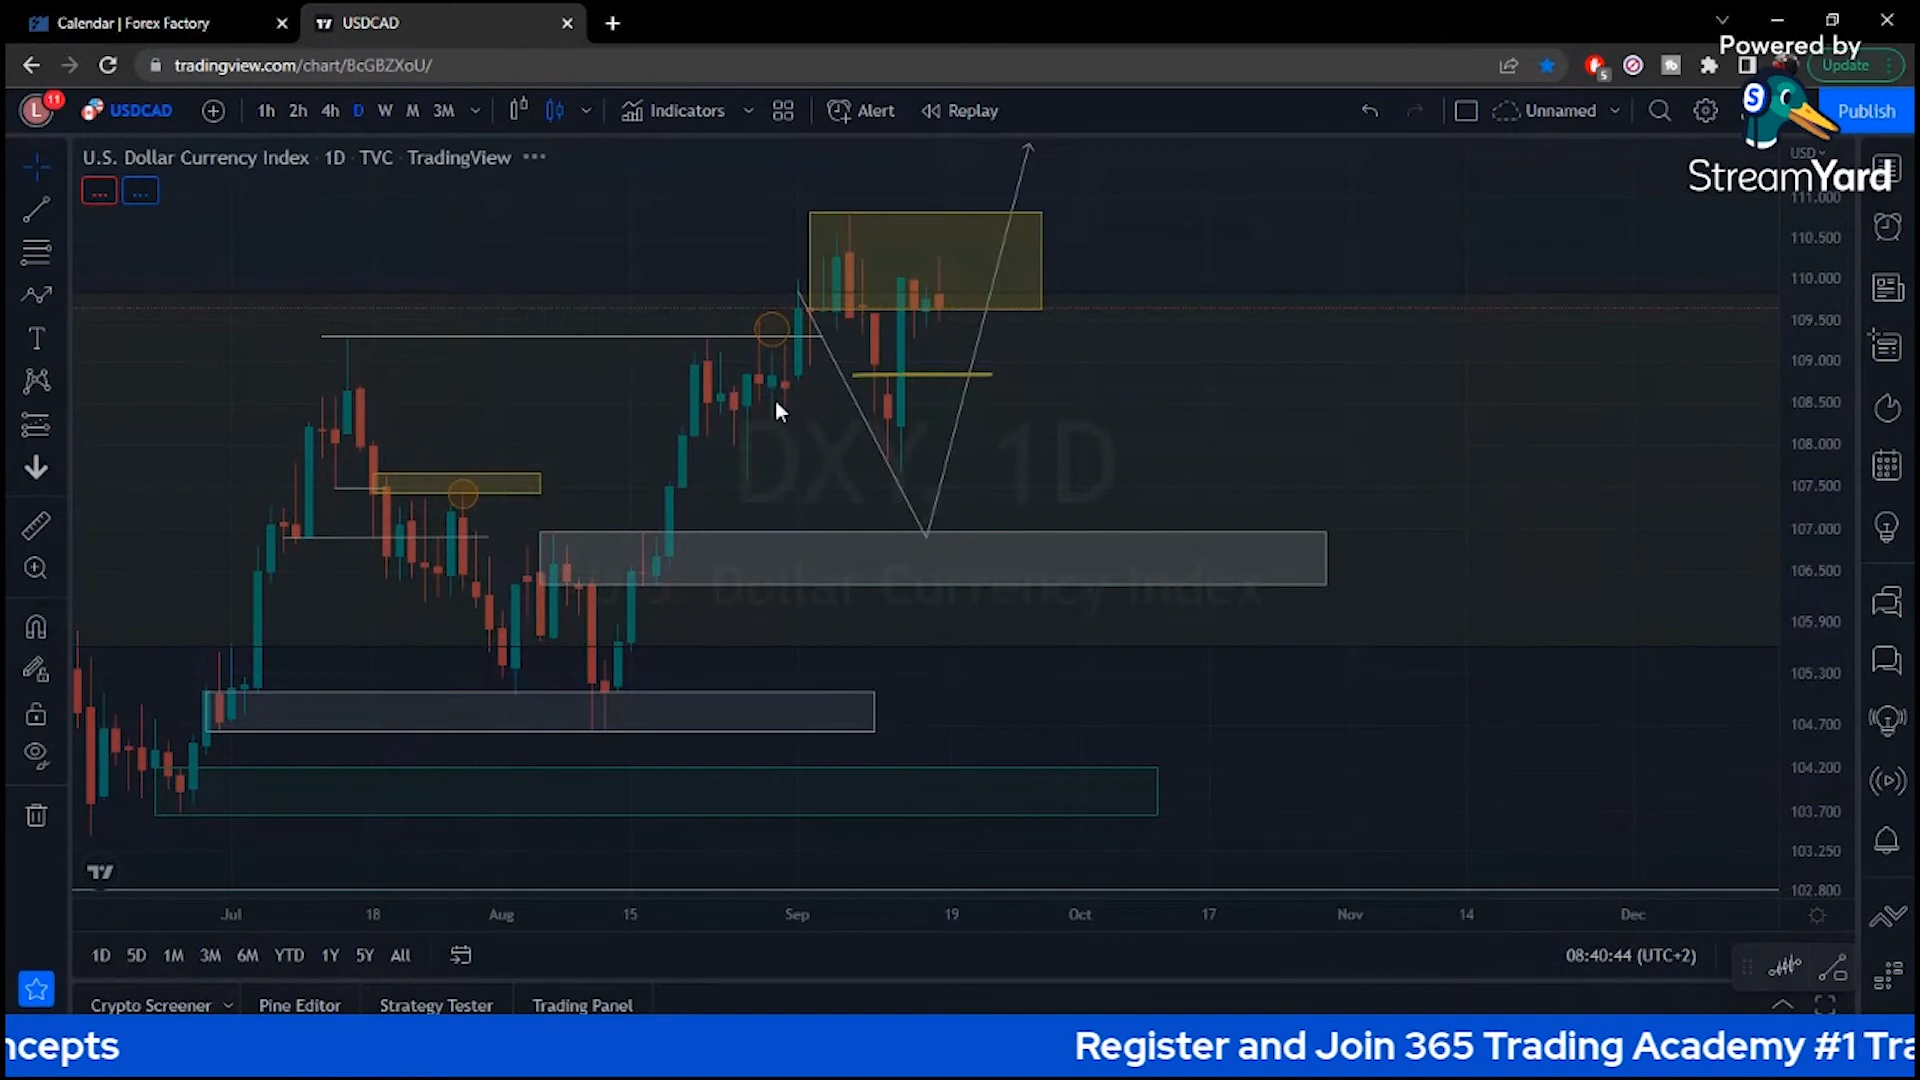 Calendar | Forex Factory
USDCAD
Powered by
tradingview.com/chart/BcGBZXoU/
5
Update
L 11
USDCAD
1h 2h 4h D W M 3M
Indicators
Alert
Replay
Unnamed
Publish
StreamYard
U.S. Dollar Currency Index · 1D · TVC · TradingView
USD
111.000
110.500
110.000
109.500
109.000
108.500
108.000
107.500
107.000
106.500
105.900
105.300
104.700
104.200
103.700
103.250
102.800
DXY, 1D
U.S. Dollar Currency Index
Jul 18 Aug 15 Sep 19 Oct 17 Nov 14 Dec
1D 5D 1M 3M 6M YTD 1Y 5Y All
08:40:44 (UTC+2)
Crypto Screener Pine Editor Strategy Tester Trading Panel
ncepts
Register and Join 365 Trading Academy #1 Tra